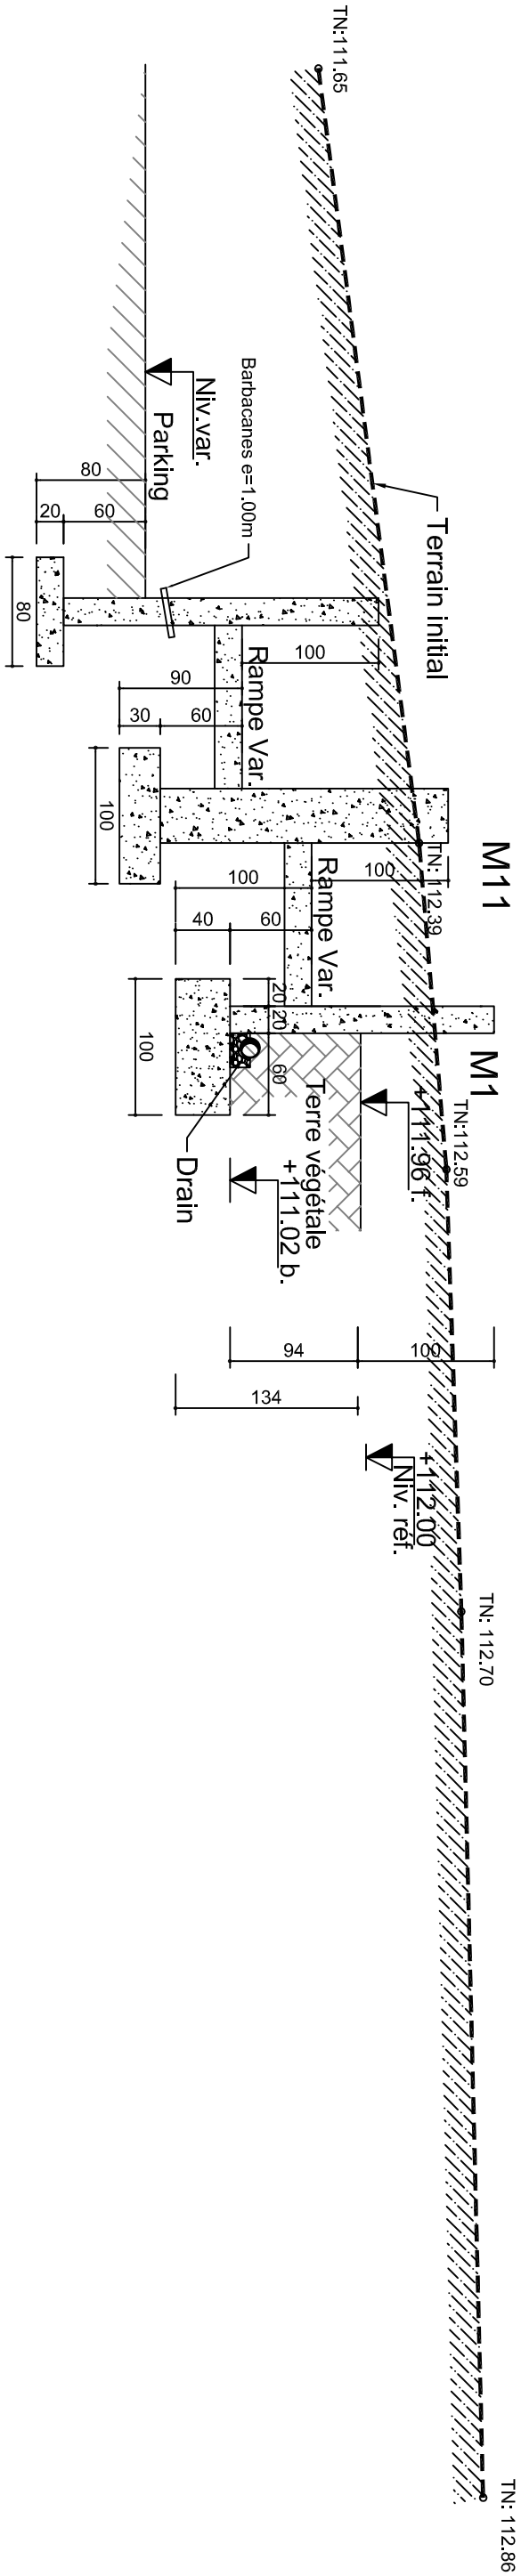 TN:111.65
Terrain initial
Barbacanes e=1.00m
Niv.var.
Parking
80
20
60
80
100
Rampe Var.
90
30
60
100
M11
TN: 112.39
100
Rampe Var.
100
40
60
100
20
20
60
M1
TN:112.59
+111.96 f.
Terre végétale
+111.02 b.
Drain
100
94
134
+112.00
Niv. réf.
TN: 112.70
TN: 112.86